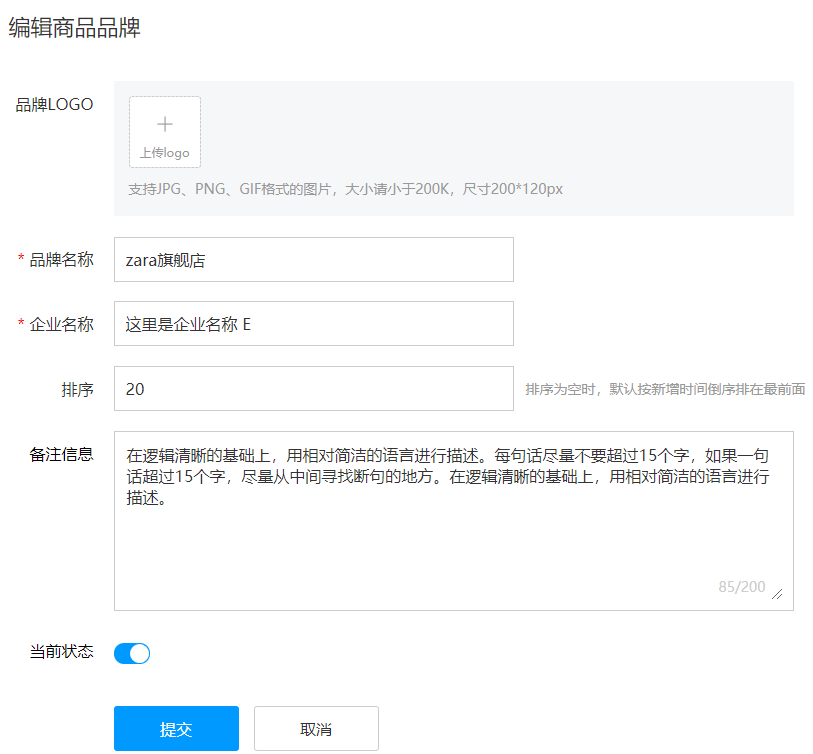 编辑商品品牌
品牌LOGO
上传logo
支持JPG、PNG、GIF格式的图片，大小请小于200K，尺寸200*120px
* 品牌名称 zara旗舰店
* 企业名称 这里是企业名称 E
排序 20 排序为空时，默认按新增时间倒序排在最前面
备注信息 在逻辑清晰的基础上，用相对简洁的语言进行描述。每句话尽量不要超过15个字，如果一句
话超过15个字，尽量从中间寻找断句的地方。在逻辑清晰的基础上，用相对简洁的语言进行
描述。
85/200
当前状态
提交 取消